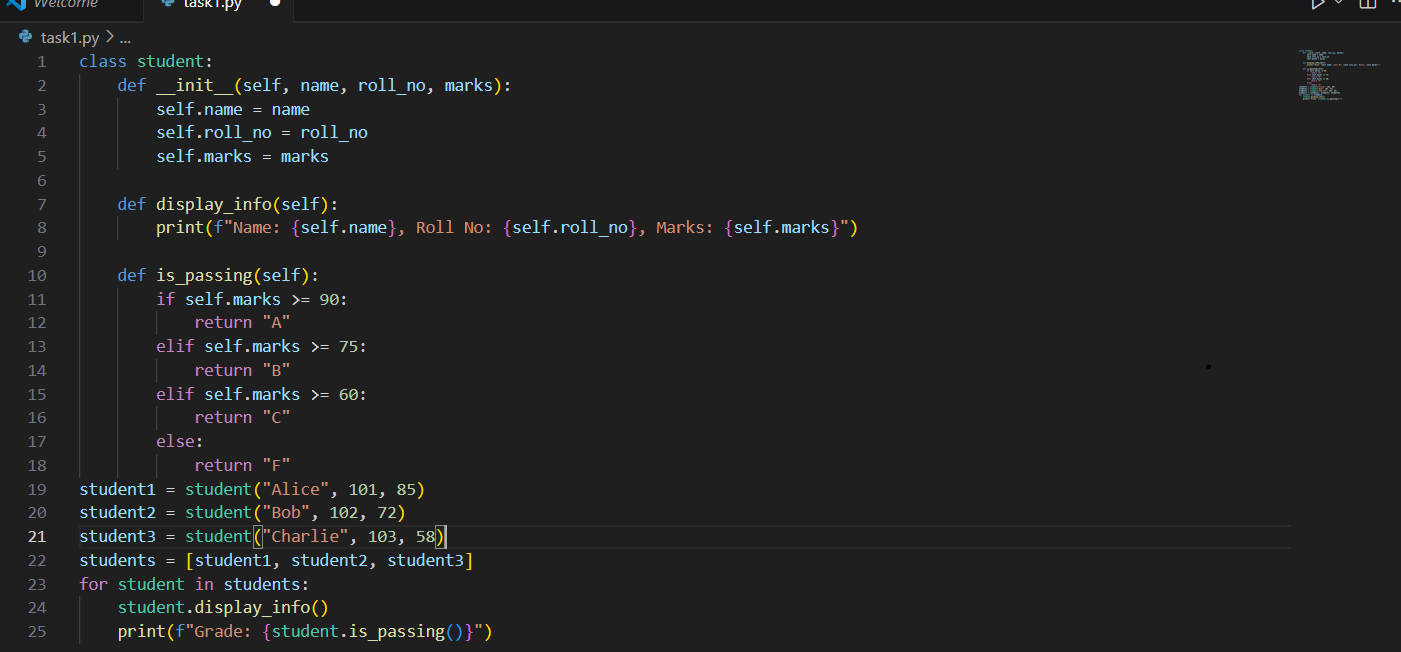 Welcome
task1.py
task1.py > ...
1 class student:
2     def __init__(self, name, roll_no, marks):
3         self.name = name
4         self.roll_no = roll_no
5         self.marks = marks
6
7     def display_info(self):
8         print(f"Name: {self.name}, Roll No: {self.roll_no}, Marks: {self.marks}")
9
10     def is_passing(self):
11         if self.marks >= 90:
12             return "A"
13         elif self.marks >= 75:
14             return "B"
15         elif self.marks >= 60:
16             return "C"
17         else:
18             return "F"
19 student1 = student("Alice", 101, 85)
20 student2 = student("Bob", 102, 72)
21 student3 = student("Charlie", 103, 58)
22 students = [student1, student2, student3]
23 for student in students:
24     student.display_info()
25     print(f"Grade: {student.is_passing()}")